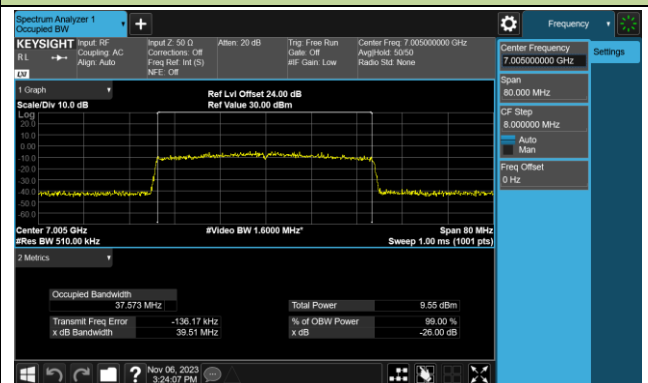 Spectrum Analyzer 1
Occupied BW
Frequency
KEYSIGHT
RL
Input: RF
Coupling: AC
Align: Auto
Input Z: 50 Ω
Corrections: Off
Freq Ref: Int (S)
NFE: Off
Atten: 20 dB
Trig: Free Run
Gate: Off
#IF Gain: Low
Center Freq: 7.005000000 GHz
Avg|Hold: 50/50
Radio Std: None
LXI
Center Frequency
7.005000000 GHz
Settings
Span
80.000 MHz
CF Step
8.000000 MHz
Auto
Man
Freq Offset
0 Hz
1 Graph
Scale/Div 10.0 dB
Ref Lvl Offset 24.00 dB
Ref Value 30.00 dBm
Log
20.0
10.0
0.00
-10.0
-20.0
-30.0
-40.0
-50.0
-60.0
Center 7.005 GHz
#Video BW 1.6000 MHz*
Span 80 MHz
#Res BW 510.00 kHz
Sweep 1.00 ms (1001 pts)
2 Metrics
Occupied Bandwidth
37.573 MHz
Total Power 9.55 dBm
Transmit Freq Error -136.17 kHz
% of OBW Power 99.00 %
x dB Bandwidth 39.51 MHz
x dB -26.00 dB
?
Nov 06, 2023
3:24:07 PM